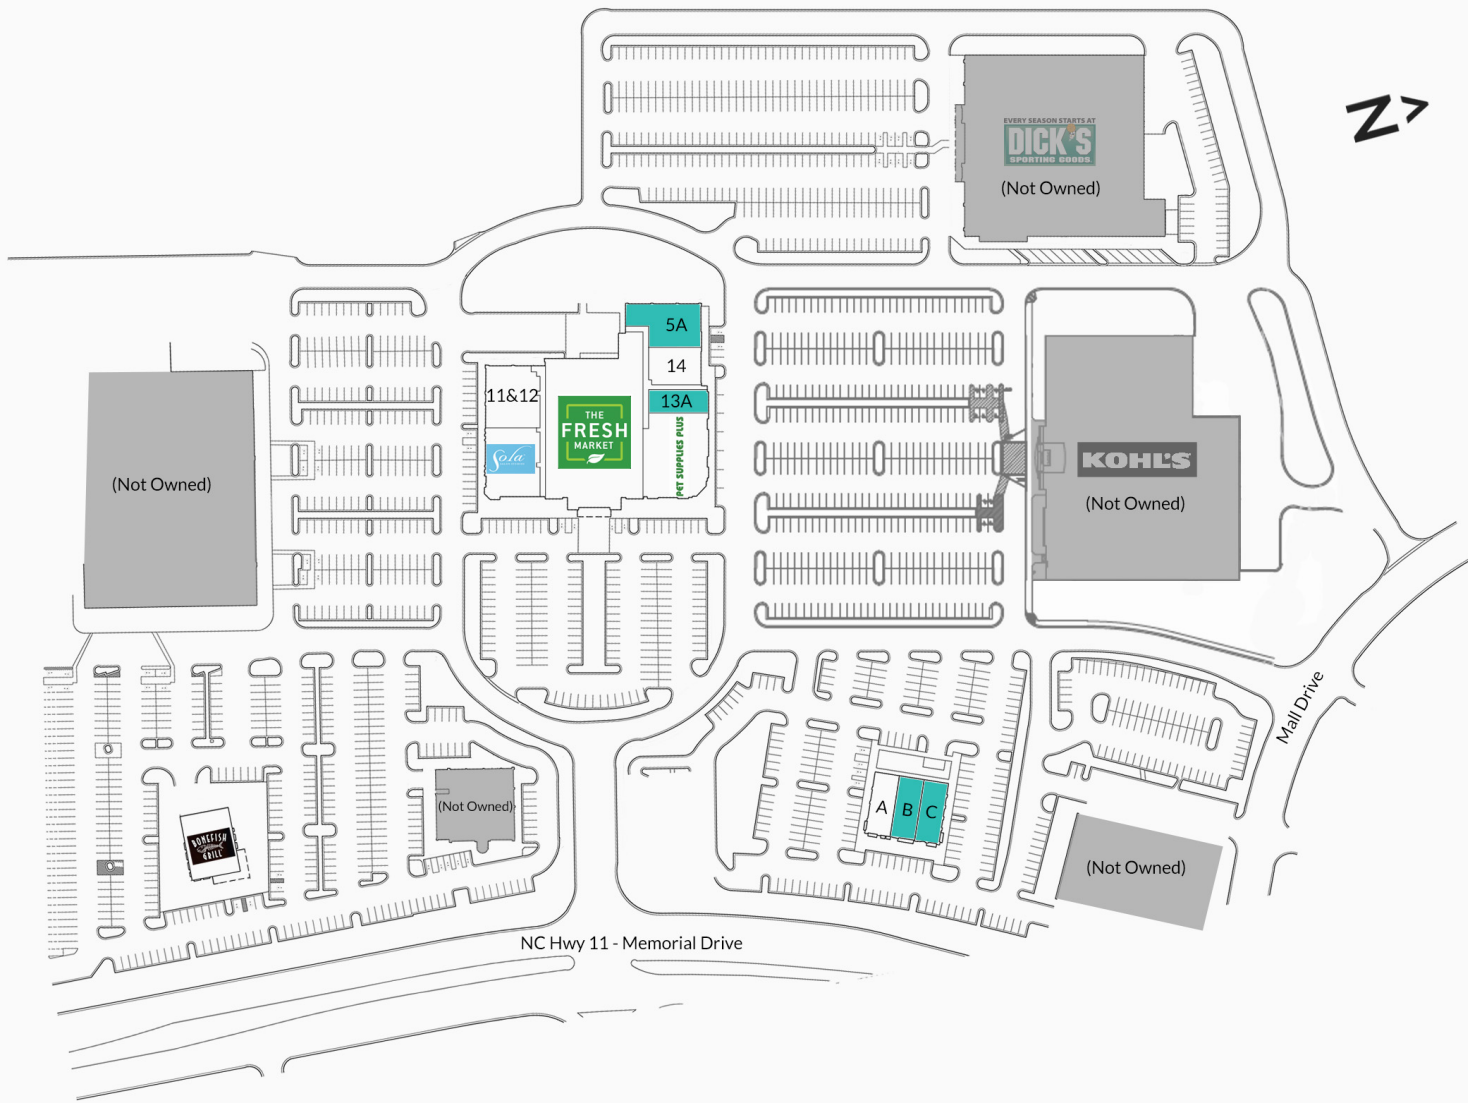 EVERY SEASON STARTS AT
DICK'S
SPORTING GOODS
(Not Owned)
N
5A
14
13A
11&12
THE
FRESH
MARKET
Sola
PET SUPPLIES PLUS
(Not Owned)
KOHL'S
(Not Owned)
Mall Drive
(Not Owned)
A
B
C
BONEFISH
GRILL
(Not Owned)
NC Hwy 11 - Memorial Drive